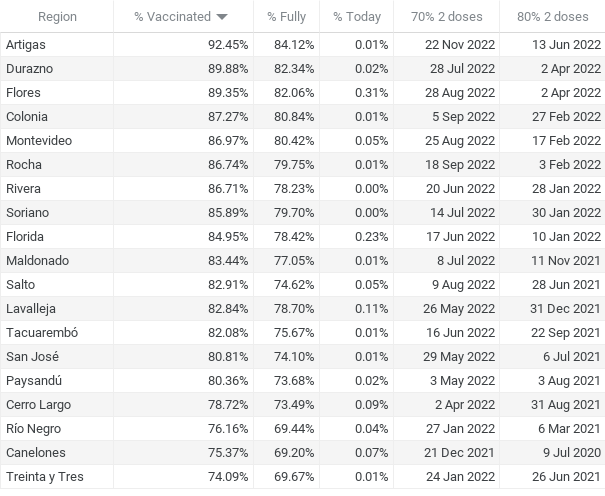 Region % Vaccinated % Fully % Today 70% 2 doses 80% 2 doses
Artigas 92.45% 84.12% 0.01% 22 Nov 2022 13 Jun 2022
Durazno 89.88% 82.34% 0.02% 28 Jul 2022 2 Apr 2022
Flores 89.35% 82.06% 0.31% 28 Aug 2022 2 Apr 2022
Colonia 87.27% 80.84% 0.01% 5 Sep 2022 27 Feb 2022
Montevideo 86.97% 80.42% 0.05% 25 Aug 2022 17 Feb 2022
Rocha 86.74% 79.75% 0.01% 18 Sep 2022 3 Feb 2022
Rivera 86.71% 78.23% 0.00% 20 Jun 2022 28 Jan 2022
Soriano 85.89% 79.70% 0.00% 14 Jul 2022 30 Jan 2022
Florida 84.95% 78.42% 0.23% 17 Jun 2022 10 Jan 2022
Maldonado 83.44% 77.05% 0.01% 8 Jul 2022 11 Nov 2021
Salto 82.91% 74.62% 0.05% 9 Aug 2022 28 Jun 2021
Lavalleja 82.84% 78.70% 0.11% 26 May 2022 31 Dec 2021
Tacuarembó 82.08% 75.67% 0.01% 16 Jun 2022 22 Sep 2021
San José 80.81% 74.10% 0.01% 29 May 2022 6 Jul 2021
Paysandú 80.36% 73.68% 0.02% 3 May 2022 3 Aug 2021
Cerro Largo 78.72% 73.49% 0.09% 2 Apr 2022 31 Aug 2021
Río Negro 76.16% 69.44% 0.04% 27 Jan 2022 6 Mar 2021
Canelones 75.37% 69.20% 0.07% 21 Dec 2021 9 Jul 2020
Treinta y Tres 74.09% 69.67% 0.01% 24 Jan 2022 26 Jun 2021